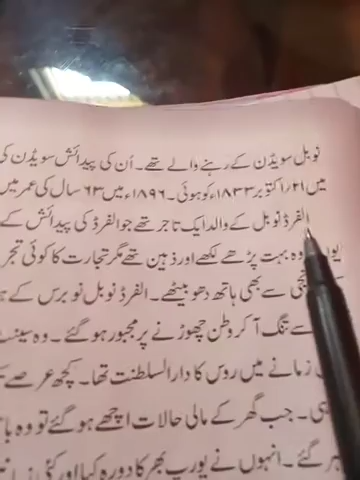 نوبل سویڈن کے رہنے والے تھے۔ اُن کی پیدائش سویڈن کی
میں ۲۱/اکتوبر ۱۸۳۳ء کو ہوئی۔ ۱۸۹۶ء میں ۶۳ سال کی عمر میں
الفرڈ نوبل کے والد ایک تاجر تھے جو الفرڈ کی پیدائش کے
وہ بہت پڑھے لکھے اور ذہین تھے مگر تجارت کا کوئی تجر
سے بھی ہاتھ دھو بیٹھے۔ الفرڈ نوبل نو برس کے
سے تنگ آ کر وطن چھوڑنے پر مجبور ہو گئے۔ وہ سینٹ
زمانے میں روس کا دارالسلطنت تھا۔ کچھ عرصے
ہی۔ جب گھر کے مالی حالات اچھے ہو گئے تو وہ
گئے۔ انہوں نے یورپ بھر کا دورہ کیا اور کئی